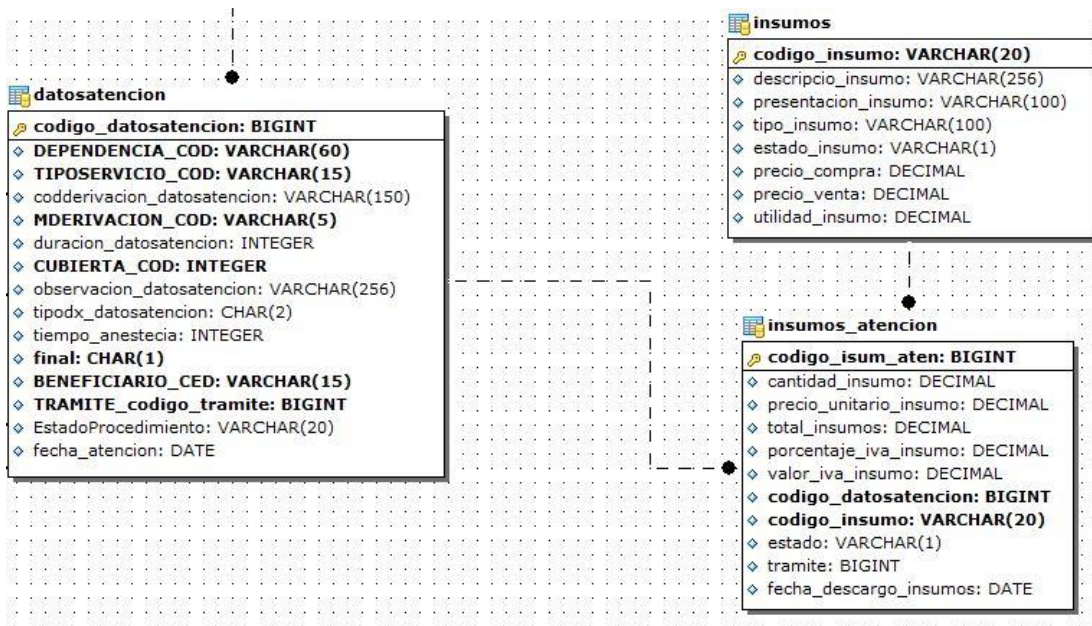 datosatencion
codigo_datosatencion: BIGINT
DEPENDENCIA_COD: VARCHAR(60)
TIPOSERVICIO_COD: VARCHAR(15)
codderivacion_datosatencion: VARCHAR(150)
MDERIVACION_COD: VARCHAR(5)
duracion_datosatencion: INTEGER
CUBIERTA_COD: INTEGER
observacion_datosatencion: VARCHAR(256)
tipodx_datosatencion: CHAR(2)
tiempo_anestecia: INTEGER
final: CHAR(1)
BENEFICIARIO_CED: VARCHAR(15)
TRAMITE_codigo_tramite: BIGINT
EstadoProcedimiento: VARCHAR(20)
fecha_atencion: DATE
insumos
codigo_insumo: VARCHAR(20)
descripcio_insumo: VARCHAR(256)
presentacion_insumo: VARCHAR(100)
tipo_insumo: VARCHAR(100)
estado_insumo: VARCHAR(1)
precio_compra: DECIMAL
precio_venta: DECIMAL
utilidad_insumo: DECIMAL
insumos_atencion
codigo_isum_aten: BIGINT
cantidad_insumo: DECIMAL
precio_unitario_insumo: DECIMAL
total_insumos: DECIMAL
porcentaje_iva_insumo: DECIMAL
valor_iva_insumo: DECIMAL
codigo_datosatencion: BIGINT
codigo_insumo: VARCHAR(20)
estado: VARCHAR(1)
tramite: BIGINT
fecha_descargo_insumos: DATE